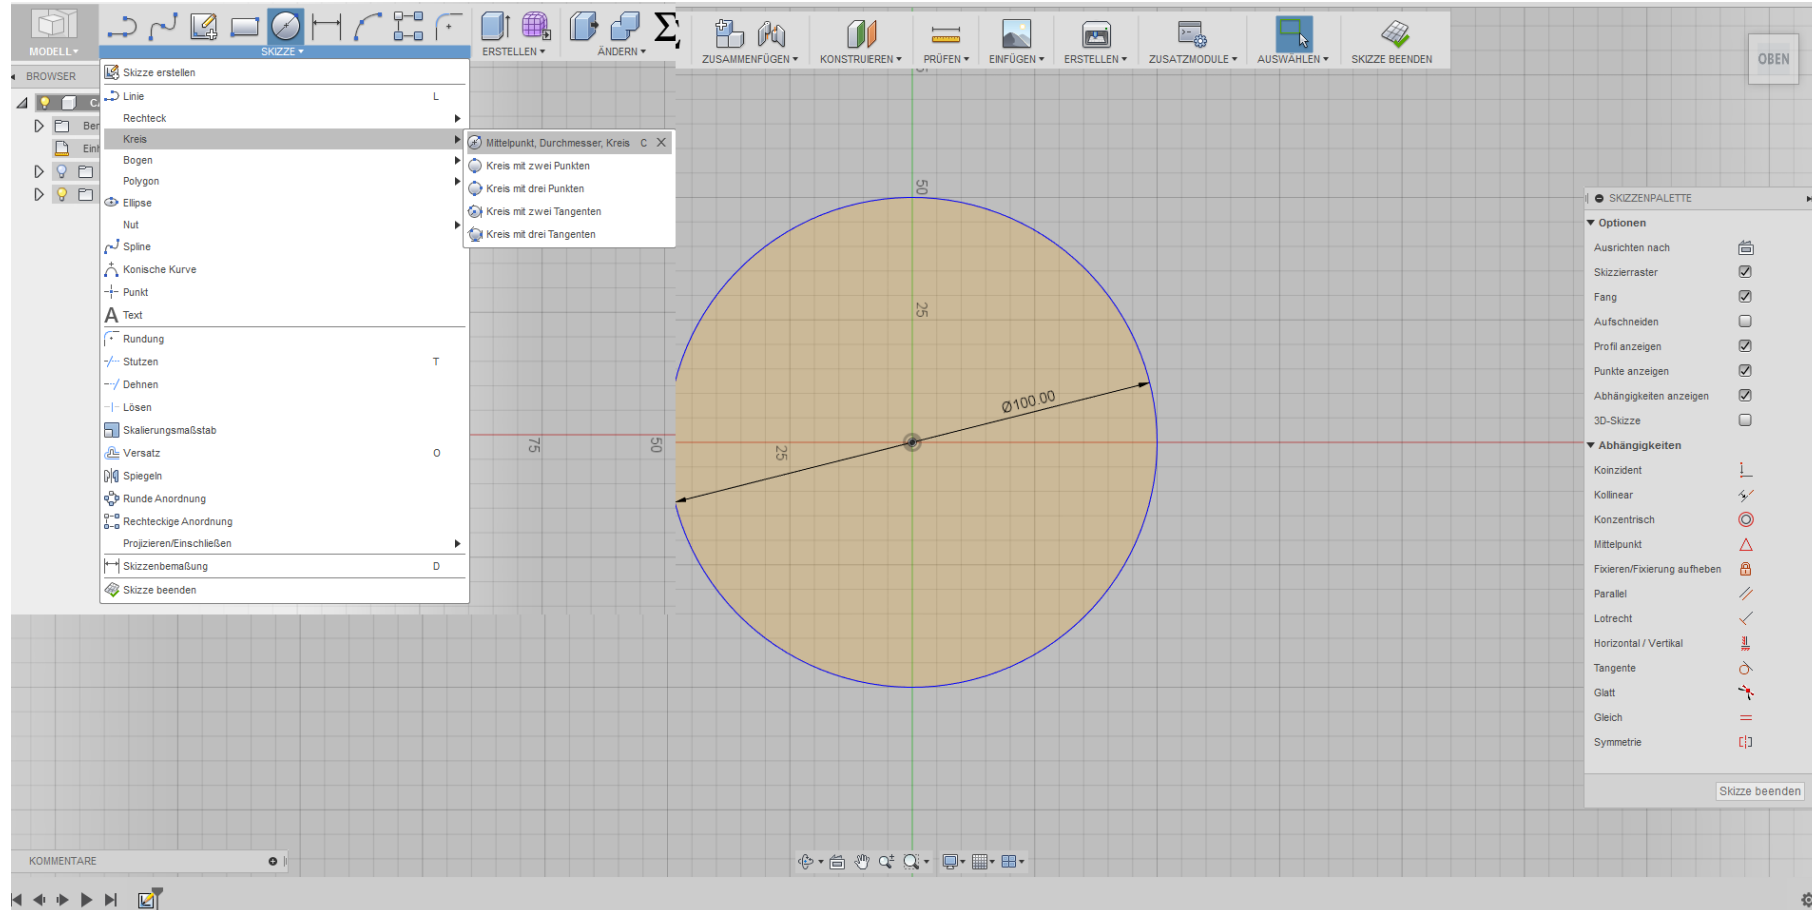 MODELL▾
SKIZZE ▾
ERSTELLEN ▾
ÄNDERN ▾
ZUSAMMENFÜGEN ▾
KONSTRUIEREN ▾
PRÜFEN ▾
EINFÜGEN ▾
ERSTELLEN ▾
ZUSATZMODULE ▾
AUSWÄHLEN ▾
SKIZZE BEENDEN
OBEN
BROWSER
Skizze erstellen
Linie L
Rechteck
Kreis
Bogen
Polygon
Ellipse
Nut
Spline
Konische Kurve
Punkt
Text
Rundung
Stutzen T
Dehnen
Lösen
Skalierungsmaßstab
Versatz O
Spiegeln
Runde Anordnung
Rechteckige Anordnung
Projizieren/Einschließen
Skizzenbemaßung D
Skizze beenden
Mittelpunkt, Durchmesser, Kreis C
Kreis mit zwei Punkten
Kreis mit drei Punkten
Kreis mit zwei Tangenten
Kreis mit drei Tangenten
50
25
Ø100.00
75
50
25
SKIZZENPALETTE
Optionen
Ausrichten nach
Skizzierraster
Fang
Aufschneiden
Profil anzeigen
Punkte anzeigen
Abhängigkeiten anzeigen
3D-Skizze
Abhängigkeiten
Koinzident
Kollinear
Konzentrisch
Mittelpunkt
Fixieren/Fixierung aufheben
Parallel
Lotrecht
Horizontal / Vertikal
Tangente
Glatt
Gleich
Symmetrie
Skizze beenden
KOMMENTARE